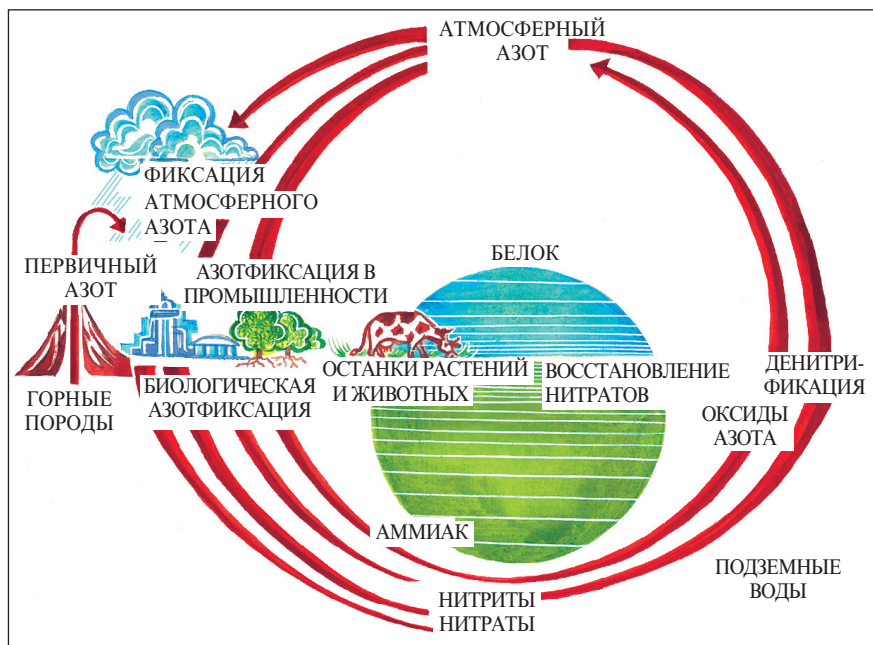 АТМОСФЕРНЫЙ
АЗОТ
ФИКСАЦИЯ
АТМОСФЕРНОГО
АЗОТА
ПЕРВИЧНЫЙ
АЗОТ
АЗОТФИКСАЦИЯ В
ПРОМЫШЛЕННОСТИ
БЕЛОК
ГОРНЫЕ
ПОРОДЫ
БИОЛОГИЧЕСКАЯ
АЗОТФИКСАЦИЯ
ОСТАНКИ РАСТЕНИЙ
И ЖИВОТНЫХ
ВОССТАНОВЛЕНИЕ
НИТРАТОВ
ДЕНИТРИ-
ФИКАЦИЯ
ОКСИДЫ
АЗОТА
АММИАК
НИТРИТЫ
НИТРАТЫ
ПОДЗЕМНЫЕ
ВОДЫ